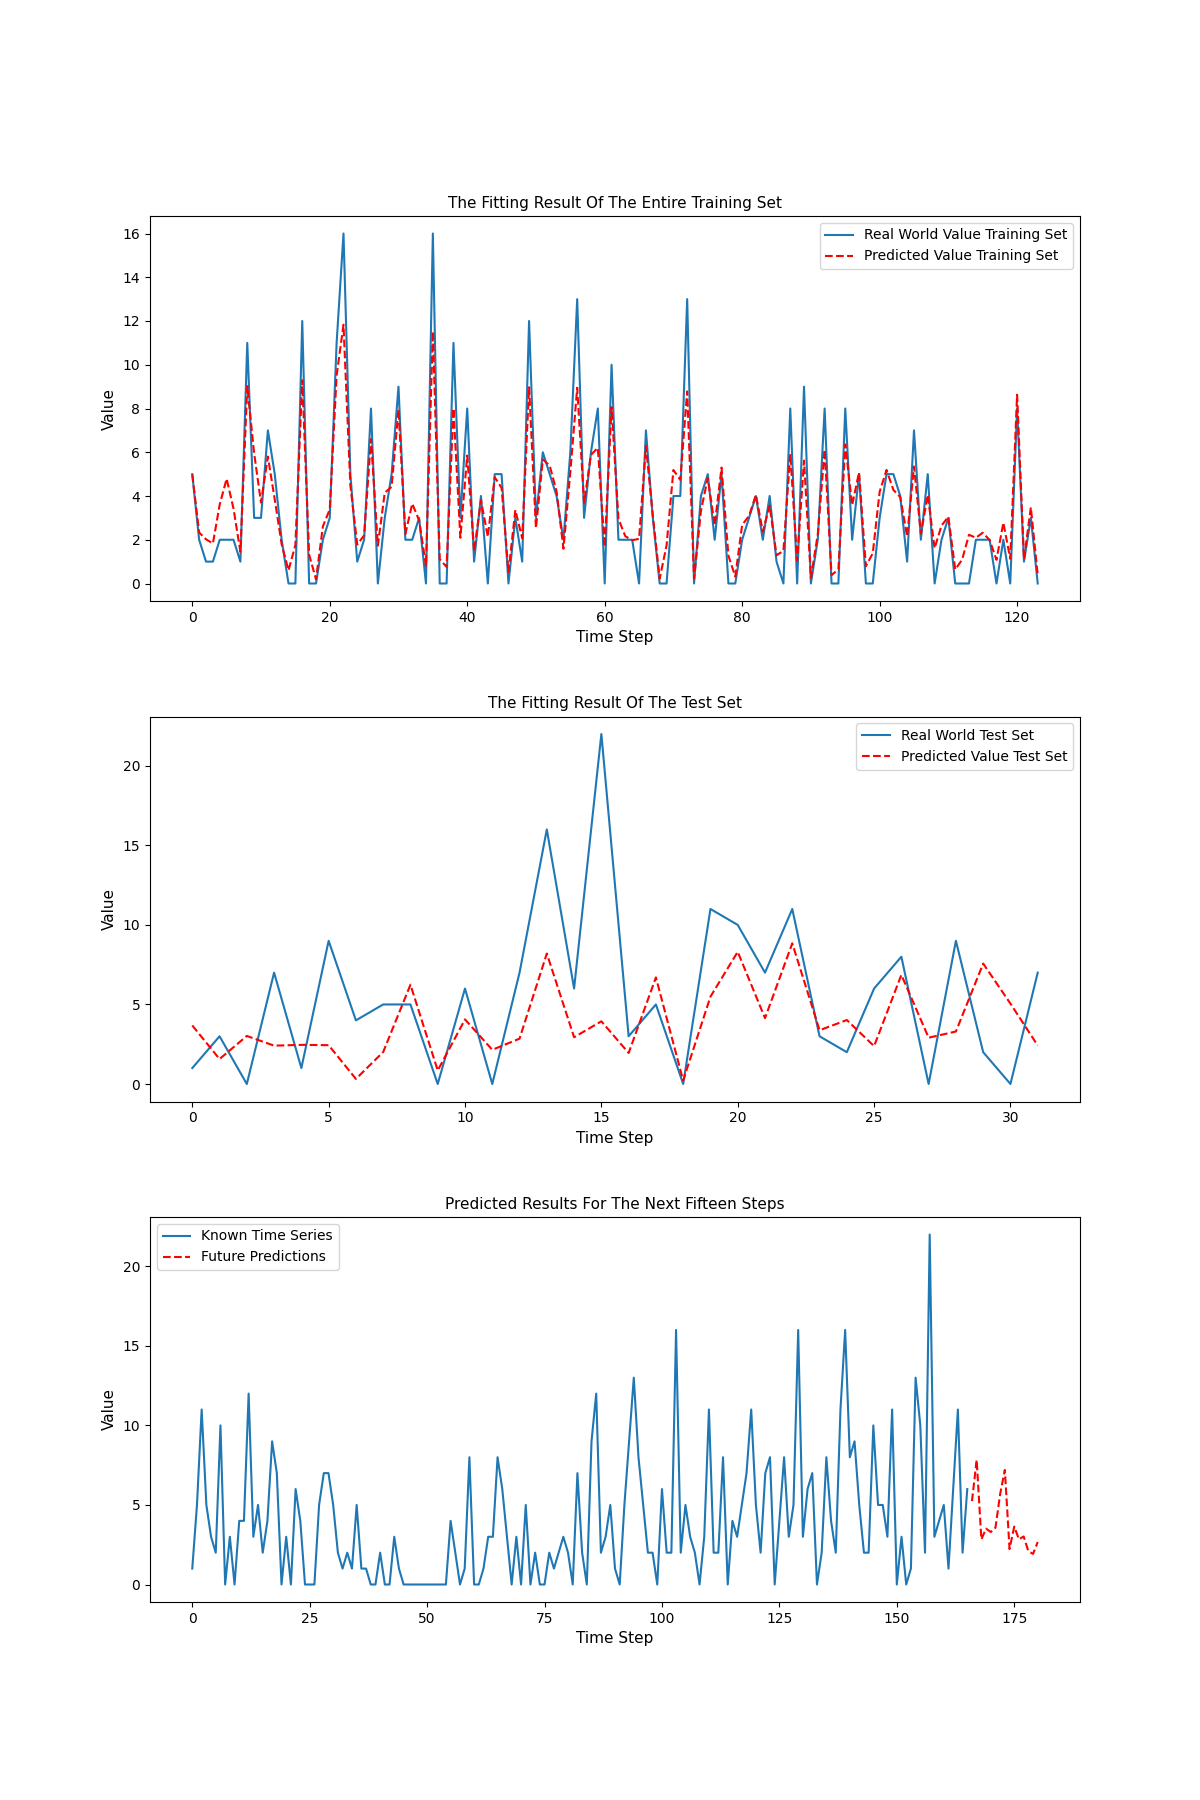 The Fitting Result Of The Entire Training Set
Real World Value Training Set
Predicted Value Training Set
Value
16
14
12
10
8
6
4
2
0
0 20 40 60 80 100 120
Time Step
The Fitting Result Of The Test Set
Real World Test Set
Predicted Value Test Set
Value
20
15
10
5
0
0 5 10 15 20 25 30
Time Step
Predicted Results For The Next Fifteen Steps
Known Time Series
Future Predictions
Value
20
15
10
5
0
0 25 50 75 100 125 150 175
Time Step